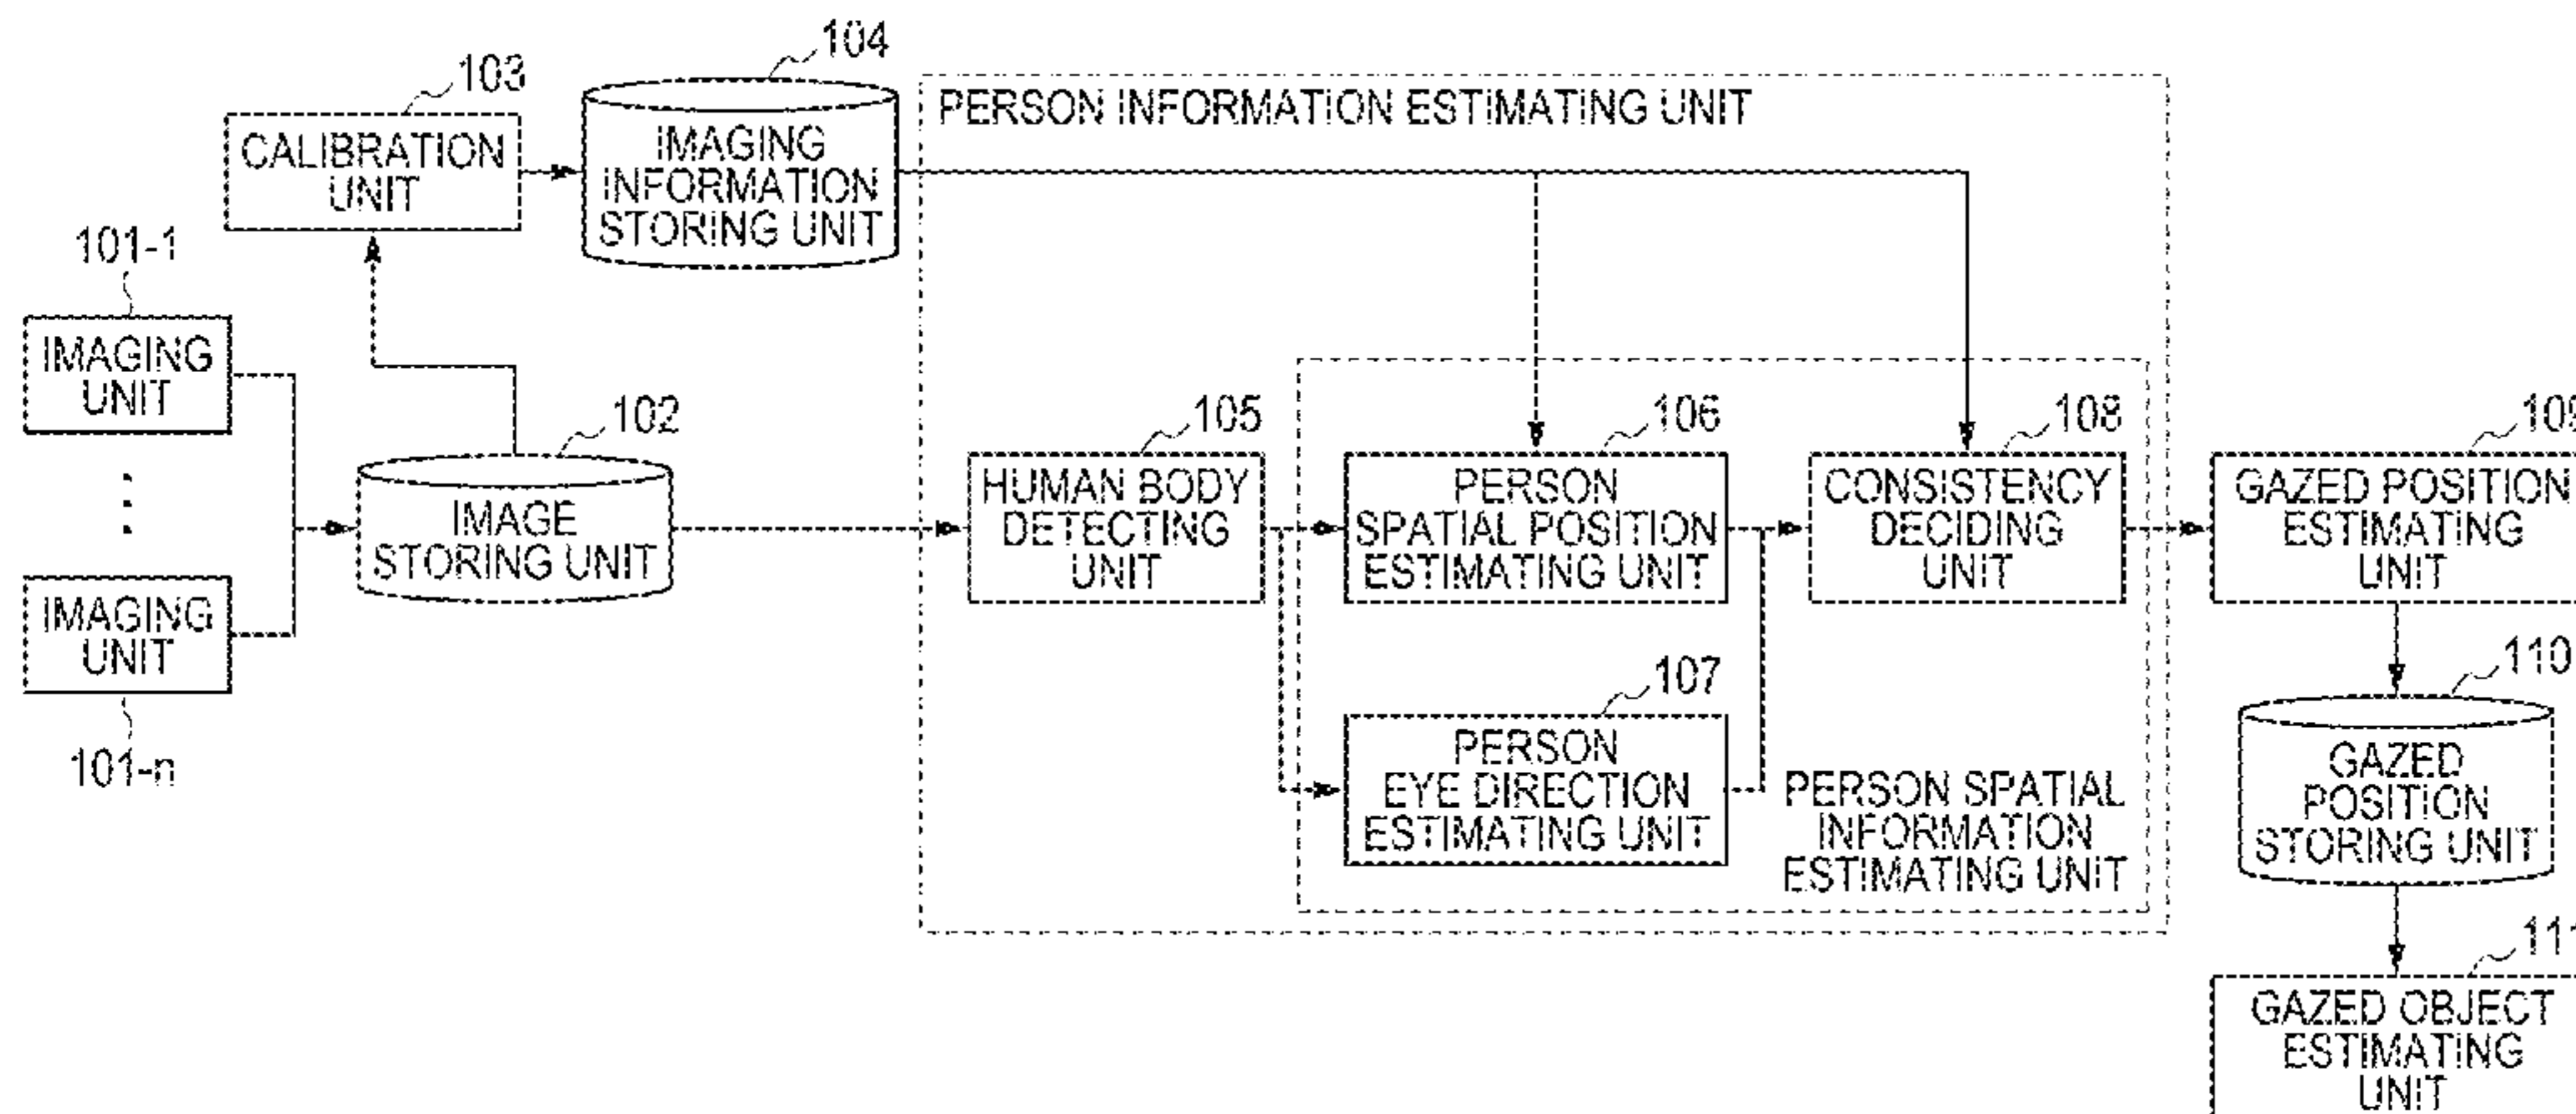 104
103
PERSON INFORMATION ESTIMATING UNIT
CALIBRATION
UNIT
IMAGING
INFORMATION
STORING UNIT
101-1
IMAGING
UNIT
102
IMAGE
STORING UNIT
IMAGING
UNIT
101-n
105
HUMAN BODY
DETECTING
UNIT
106
PERSON
SPATIAL POSITION
ESTIMATING UNIT
108
CONSISTENCY
DECIDING
UNIT
109
GAZED POSITION
ESTIMATING
UNIT
107
PERSON
EYE DIRECTION
ESTIMATING UNIT
PERSON SPATIAL
INFORMATION
ESTIMATING UNIT
110
GAZED
POSITION
STORING UNIT
111
GAZED OBJECT
ESTIMATING
UNIT